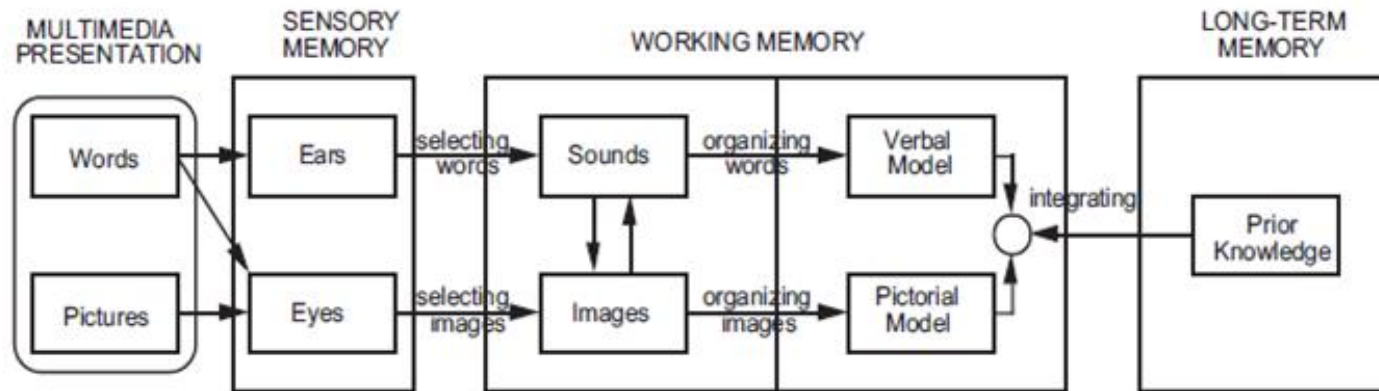 MULTIMEDIA
PRESENTATION
SENSORY
MEMORY
WORKING MEMORY
LONG-TERM
MEMORY
Words
Ears
selecting
words
Sounds
organizing
words
Verbal
Model
integrating
Prior
Knowledge
Pictures
Eyes
selecting
images
Images
organizing
images
Pictorial
Model